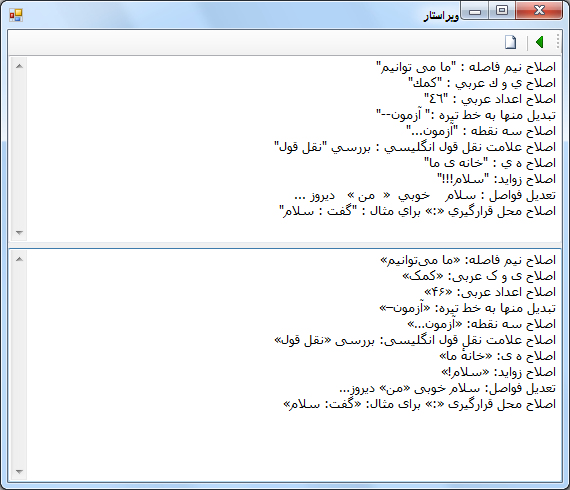 ویراستار
اصلاح نیم فاصله : "ما می توانیم"
اصلاح ي و ك عربي : "كمك"
اصلاح اعداد عربي : "٤٦"
تبدیل منها به خط تیره :" آزمون--"
اصلاح سه نقطه : "آزمون..."
اصلاح علامت نقل قول انگلیسي : بررسي "نقل قول"
اصلاح ه ي : "خانه ی ما"
اصلاح زواید: "سلام!!!"
تعدیل فواصل : سلام    خوبي  «  من »   دیروز ...
اصلاح محل قرارگیري «:» براي مثال : "گفت : سلام"
اصلاح نیم فاصله: «ما می‌توانیم»
اصلاح ی و ک عربی: «کمک»
اصلاح اعداد عربی: «۴۶»
تبدیل منها به خط تیره: «آزمون–»
اصلاح سه نقطه: «آزمون...»
اصلاح علامت نقل قول انگلیسی: بررسی «نقل قول»
اصلاح ه ی: «خانهٔ ما»
اصلاح زواید: «سلام!»
تعدیل فواصل: سلام خوبی «من» دیروز...
اصلاح محل قرارگیری «:» برای مثال: «گفت: سلام»